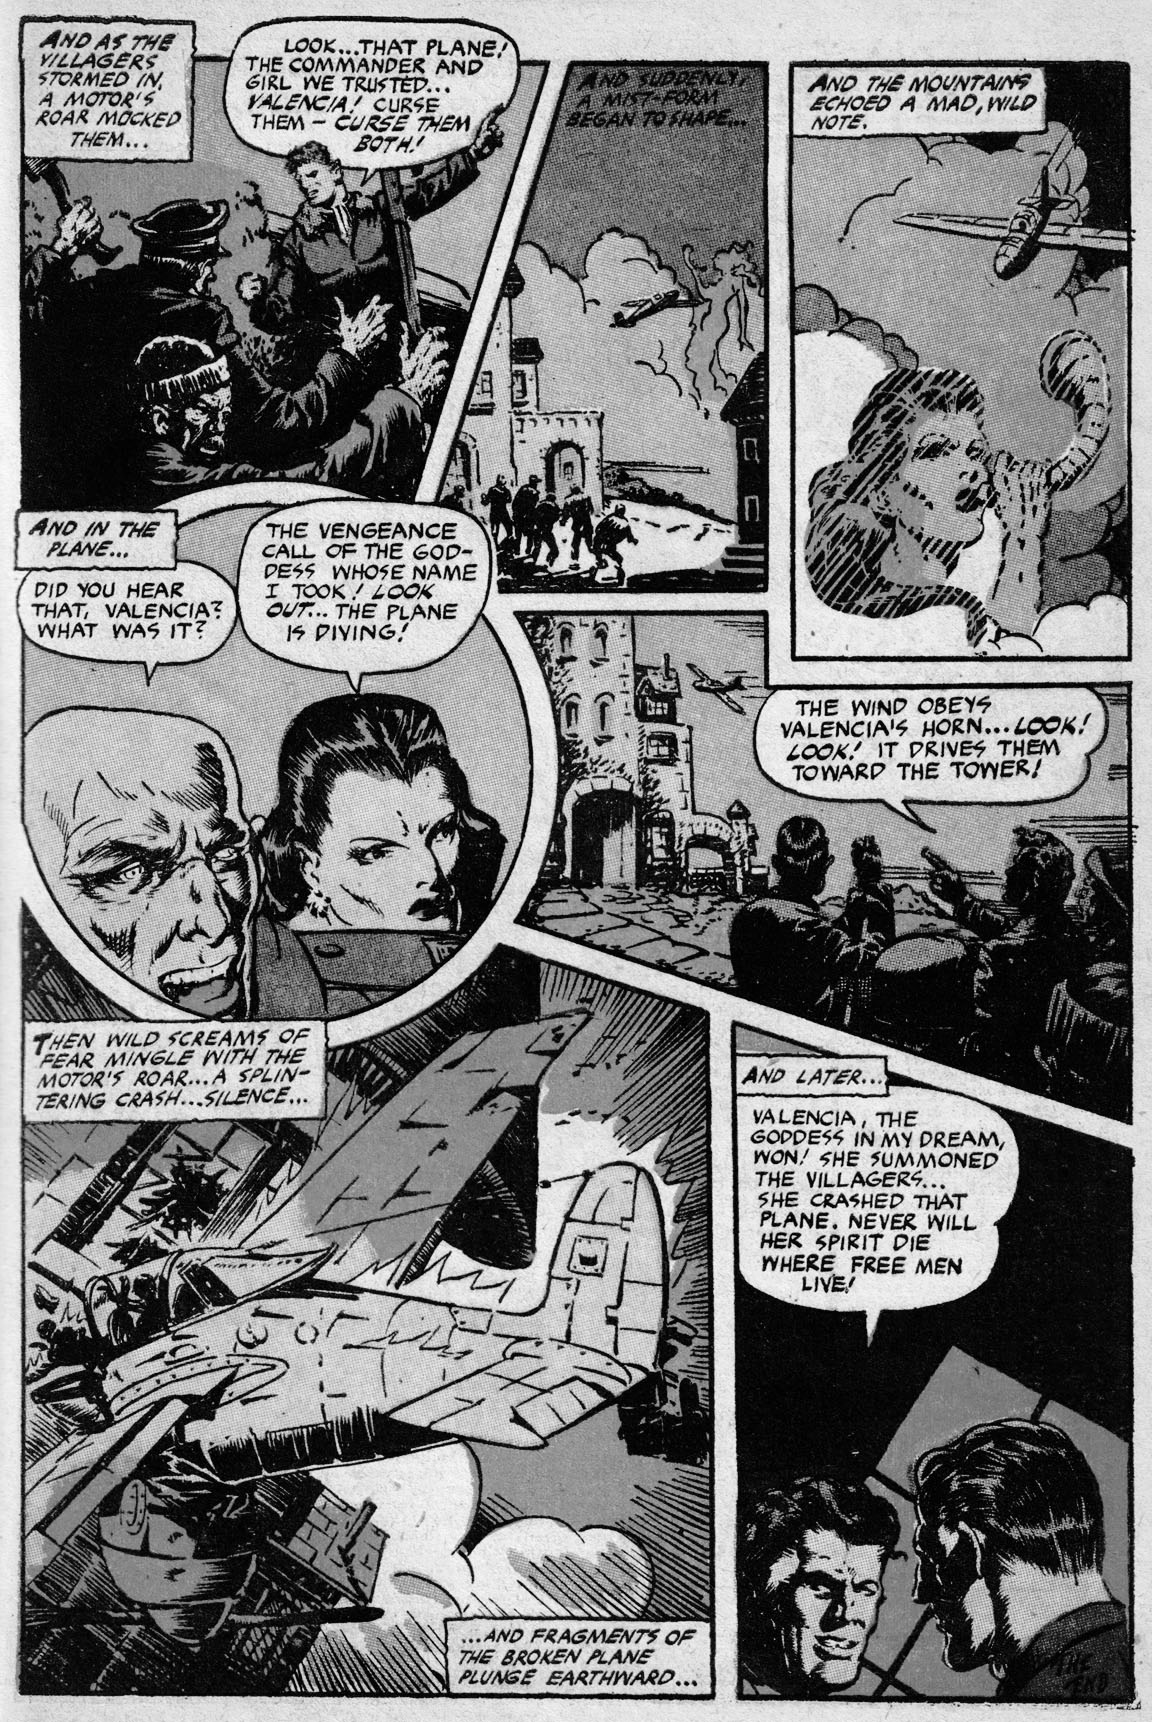 AND AS THE
VILLAGERS
STORMED IN,
A MOTOR'S
ROAR MOCKED
THEM...
LOOK...THAT PLANE!
THE COMMANDER AND
GIRL WE TRUSTED...
VALENCIA! CURSE
THEM — CURSE THEM
BOTH!
AND SUDDENLY,
A MIST-FORM
BEGAN TO SHAPE...
AND THE MOUNTAINS
ECHOED A MAD, WILD
NOTE.
AND IN THE
PLANE...
DID YOU HEAR
THAT, VALENCIA?
WHAT WAS IT?
THE VENGEANCE
CALL OF THE GOD-
DESS WHOSE NAME
I TOOK! LOOK
OUT... THE PLANE
IS DIVING!
THE WIND OBEYS
VALENCIA'S HORN...LOOK!
LOOK! IT DRIVES THEM
TOWARD THE TOWER!
THEN WILD SCREAMS OF
FEAR MINGLE WITH THE
MOTOR'S ROAR...A SPLIN-
TERING CRASH...SILENCE...
...AND FRAGMENTS OF
THE BROKEN PLANE
PLUNGE EARTHWARD...
AND LATER...
VALENCIA, THE
GODDESS IN MY DREAM,
WON! SHE SUMMONED
THE VILLAGERS...
SHE CRASHED THAT
PLANE. NEVER WILL
HER SPIRIT DIE
WHERE FREE MEN
LIVE!
THE
END